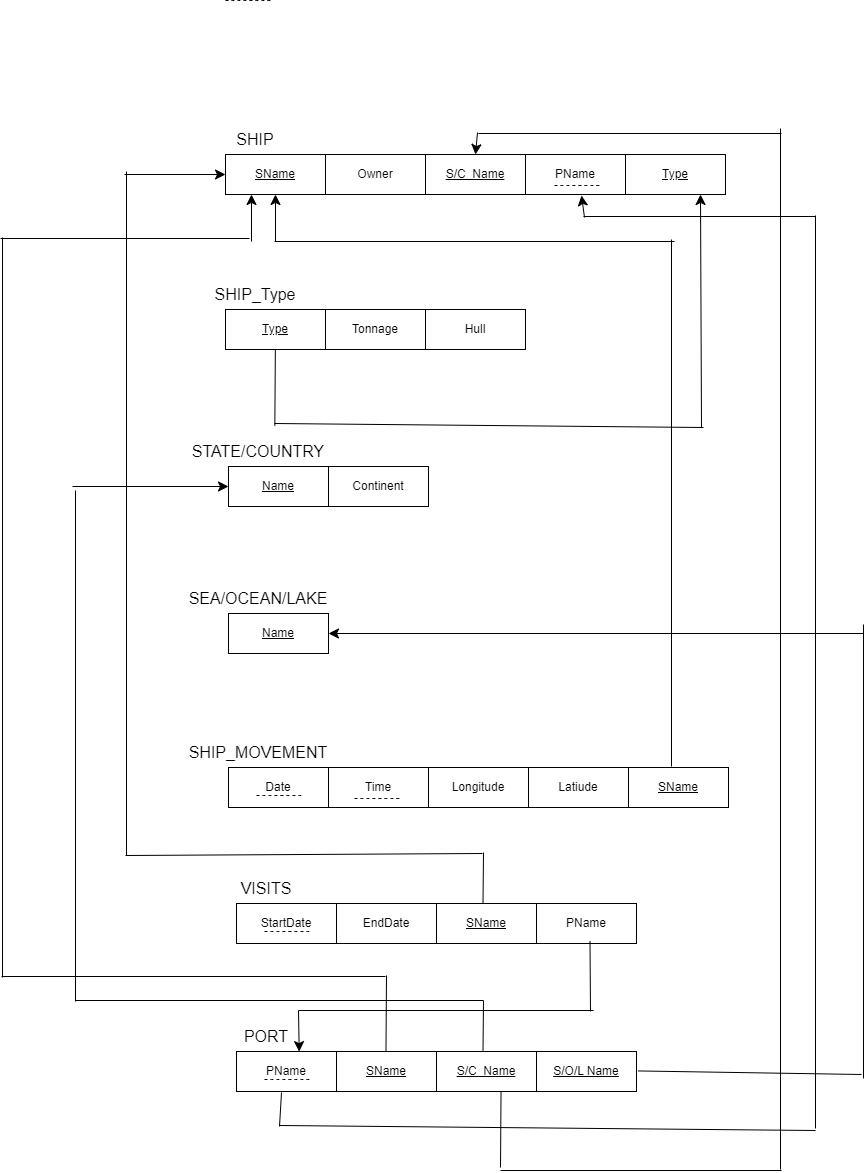 SHIP
SName Owner S/C_Name PName Type
SHIP_Type
Type Tonnage Hull
STATE/COUNTRY
Name Continent
SEA/OCEAN/LAKE
Name
SHIP_MOVEMENT
Date Time Longitude Latiude SName
VISITS
StartDate EndDate SName PName
PORT
PName SName S/C_Name S/O/L Name